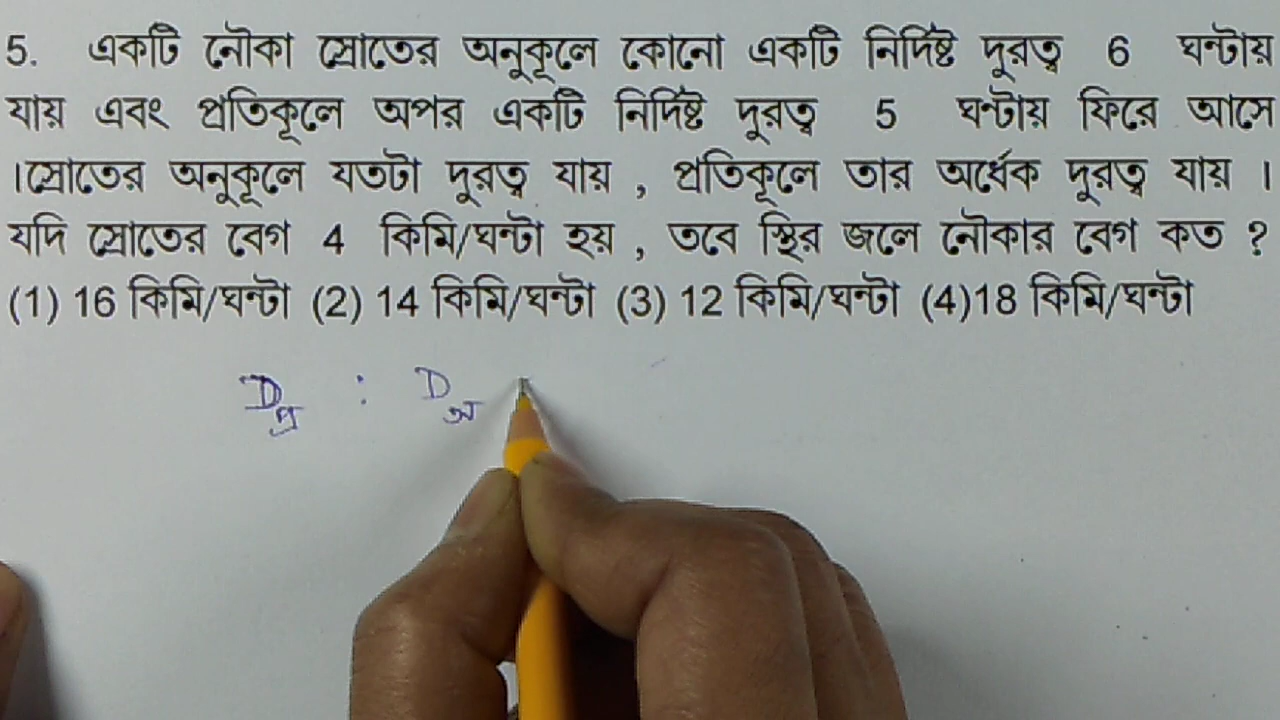 5. একটি নৌকা স্রোতের অনুকূলে কোনো একটি নির্দিষ্ট দুরত্ব 6 ঘন্টায়
যায় এবং প্রতিকূলে অপর একটি নির্দিষ্ট দুরত্ব 5 ঘন্টায় ফিরে আসে
।স্রোতের অনুকূলে যতটা দুরত্ব যায় , প্রতিকূলে তার অর্ধেক দুরত্ব যায় ।
যদি স্রোতের বেগ 4 কিমি/ঘন্টা হয় , তবে স্থির জলে নৌকার বেগ কত ?
(1) 16 কিমি/ঘন্টা (2) 14 কিমি/ঘন্টা (3) 12 কিমি/ঘন্টা (4)18 কিমি/ঘন্টা
D প্র : D অ